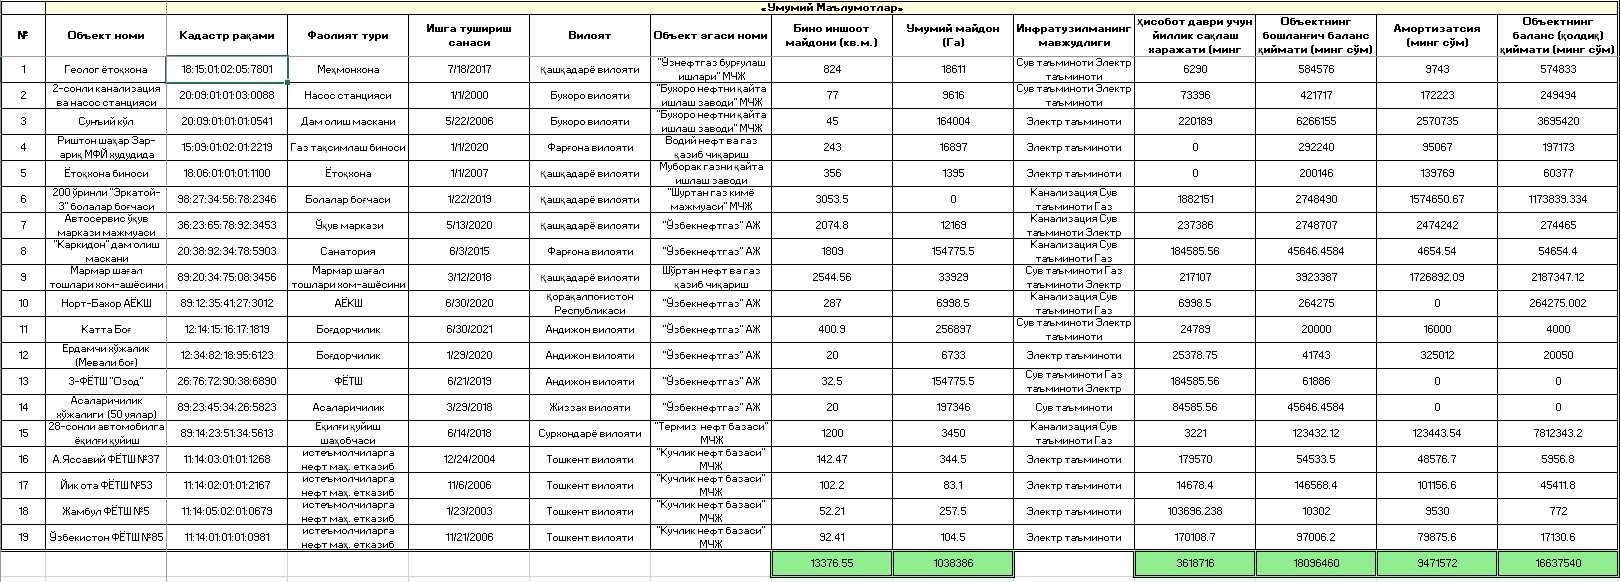 «Умумий Маълумотлар»
№ Объект номи Кадастр рақами Фаолият тури Ишга тушириш санаси Вилоят Объект эгаси номи Бино иншоот майдони (кв.м.) Умумий майдон (Га) Инфратузилманинг мавжудлиги Ҳисобот даври учун йиллик сақлаш харажати (минг Объектнинг бошланғич баланс қиймати (минг сўм) Амортизатсия (минг сўм) Объектнинг баланс (қолдиқ) қиймати (минг сўм)
1 Геолог ётоқхона 18:15:01:02:05:7801 Меҳмонхона 7/18/2017 қашқадарё вилояти "Ўзнефтгаз бурғулаш ишлари" МЧЖ 824 18611 Сув таъминоти Электр таъминоти 6290 584576 9743 574833
2 2-сонли канализация ва насос станцияси 20:09:01:01:03:0088 Насос станцияси 1/1/2000 Бухоро вилояти "Бухоро нефтни қайта ишлаш заводи" МЧЖ 77 9616 Сув таъминоти Электр таъминоти 73396 421717 172223 249494
3 Сунъий кўл 20:09:01:01:01:0541 Дам олиш маскани 5/22/2006 Бухоро вилояти "Бухоро нефтни қайта ишлаш заводи" МЧЖ 45 164004 Электр таъминоти 220189 6266155 2570735 3695420
4 Риштон шаҳар Зар-ариқ МФЙ худудида 15:09:01:02:01:2219 Газ тақсимлаш биноси 1/1/2020 Фарғона вилояти Водий нефт ва газ қазиб чиқариш 243 16897 Электр таъминоти 0 292240 95067 197173
5 Ётоқхона биноси 18:06:01:01:01:1100 Ётоқхона 1/1/2007 Қашқадарё вилояти Муборак газни қайта ишлаш заводи 356 1395 Электр таъминоти 0 200146 139769 60377
6 200 ўринли "Эркатой-3" болалар боғчаси 98:27:34:56:78:2346 Болалар боғчаси 1/22/2019 қашқадарё вилояти "Шуртан газ кимё мажмуаси" МЧЖ 3053.5 0 Канализация Сув таъминоти Газ 1882151 2748490 1574650.67 1173839.334
7 Автосервис ўқув маркази мажмуаси 36:23:65:78:92:3453 Ўқув маркази 5/13/2020 Қашқадарё вилояти "Ўзбекнефтгаз" АЖ 2074.8 12169 Канализация Сув таъминоти Электр 237386 2748707 2474242 274465
8 "Каркидон" дам олиш маскани 20:38:92:34:78:5903 Санатория 6/3/2015 Фарғона вилояти "Ўзбекнефтгаз" АЖ 1809 154775.5 Канализация Сув таъминоти Газ 184585.56 45646.4584 4654.54 54654.4
9 Мармар шағал тошлари хом-ашёсини 89:20:34:75:08:3456 Мармар шағал тошлари хом-ашёсини 3/12/2018 қашқадарё вилояти Шўртан нефт ва газ қазиб чиқариш 2544.56 33929 Сув таъминоти Газ таъминоти Электр 217107 3923387 1726892.09 2187347.12
10 Норт-Бахор АЁКШ 89:12:35:41:27:3012 АЁКШ 6/30/2020 Қорақалпоғистон Республикаси "Ўзбекнефтгаз" АЖ 287 6998.5 Канализация Сув таъминоти Газ 6998.5 264275 0 264275.002
11 Катта Боғ 12:14:15:16:17:1819 Боғдорчилик 6/30/2021 Андижон вилояти "Ўзбекнефтгаз" АЖ 400.9 256897 Сув таъминоти Электр таъминоти 24789 20000 16000 4000
12 Ердамчи хўжалик (Мевали боғ) 12:34:82:18:95:6123 Боғдорчилик 1/29/2020 Андижон вилояти "Ўзбекнефтгаз" АЖ 20 6733 Электр таъминоти 25378.75 41743 325012 20050
13 3-ФЁТШ "Озод" 26:76:72:90:38:6890 ФЁТШ 6/21/2019 Андижон вилояти "Ўзбекнефтгаз" АЖ 32.5 154775.5 Сув таъминоти Газ таъминоти Электр 184585.56 61886 0 0
14 Асаларичилик хўжалиги (50 уялар) 89:23:45:34:26:5823 Асаларичилик 3/29/2018 Жиззах вилояти "Ўзбекнефтгаз" АЖ 20 197346 Сув таъминоти 84585.56 45646.4584 0 0
15 28-сонли автомобилга ёқилғи қуйиш 89:14:23:51:34:5613 Еқилғи қуйиш шаҳобчаси 6/14/2018 Сурхондарё вилояти "Термиз нефт базаси" МЧЖ 1200 3450 Канализация Сув таъминоти Газ 3221 123432.12 123443.54 7812343.2
16 А.Яссавий ФЁТШ №37 11:14:03:01:01:1268 истеъмолчиларга нефт маҳ. етказиб 12/24/2004 Тошкент вилояти "Кучлик нефт базаси" МЧЖ 142.47 344.5 Электр таъминоти 179570 54533.5 48576.7 5956.8
17 Йик ота ФЁТШ №53 11:14:02:01:01:2167 истеъмолчиларга нефт маҳ. етказиб 11/6/2006 Тошкент вилояти "Кучлик нефт базаси" МЧЖ 102.2 83.1 Электр таъминоти 14678.4 146568.4 101156.6 45411.8
18 Жамбул ФЁТШ №5 11:14:05:02:01:0679 истеъмолчиларга нефт маҳ. етказиб 1/23/2003 Тошкент вилояти "Кучлик нефт базаси" МЧЖ 52.21 257.5 Электр таъминоти 103696.238 10302 9530 772
19 Ўзбекистон ФЁТШ №85 11:14:01:01:01:0981 истеъмолчиларга нефт маҳ. етказиб 11/21/2006 Тошкент вилояти "Кучлик нефт базаси" МЧЖ 92.41 104.5 Электр таъминоти 170108.7 97006.2 79875.6 17130.6
13376.55 1038386 3618716 18096460 9471572 16637540